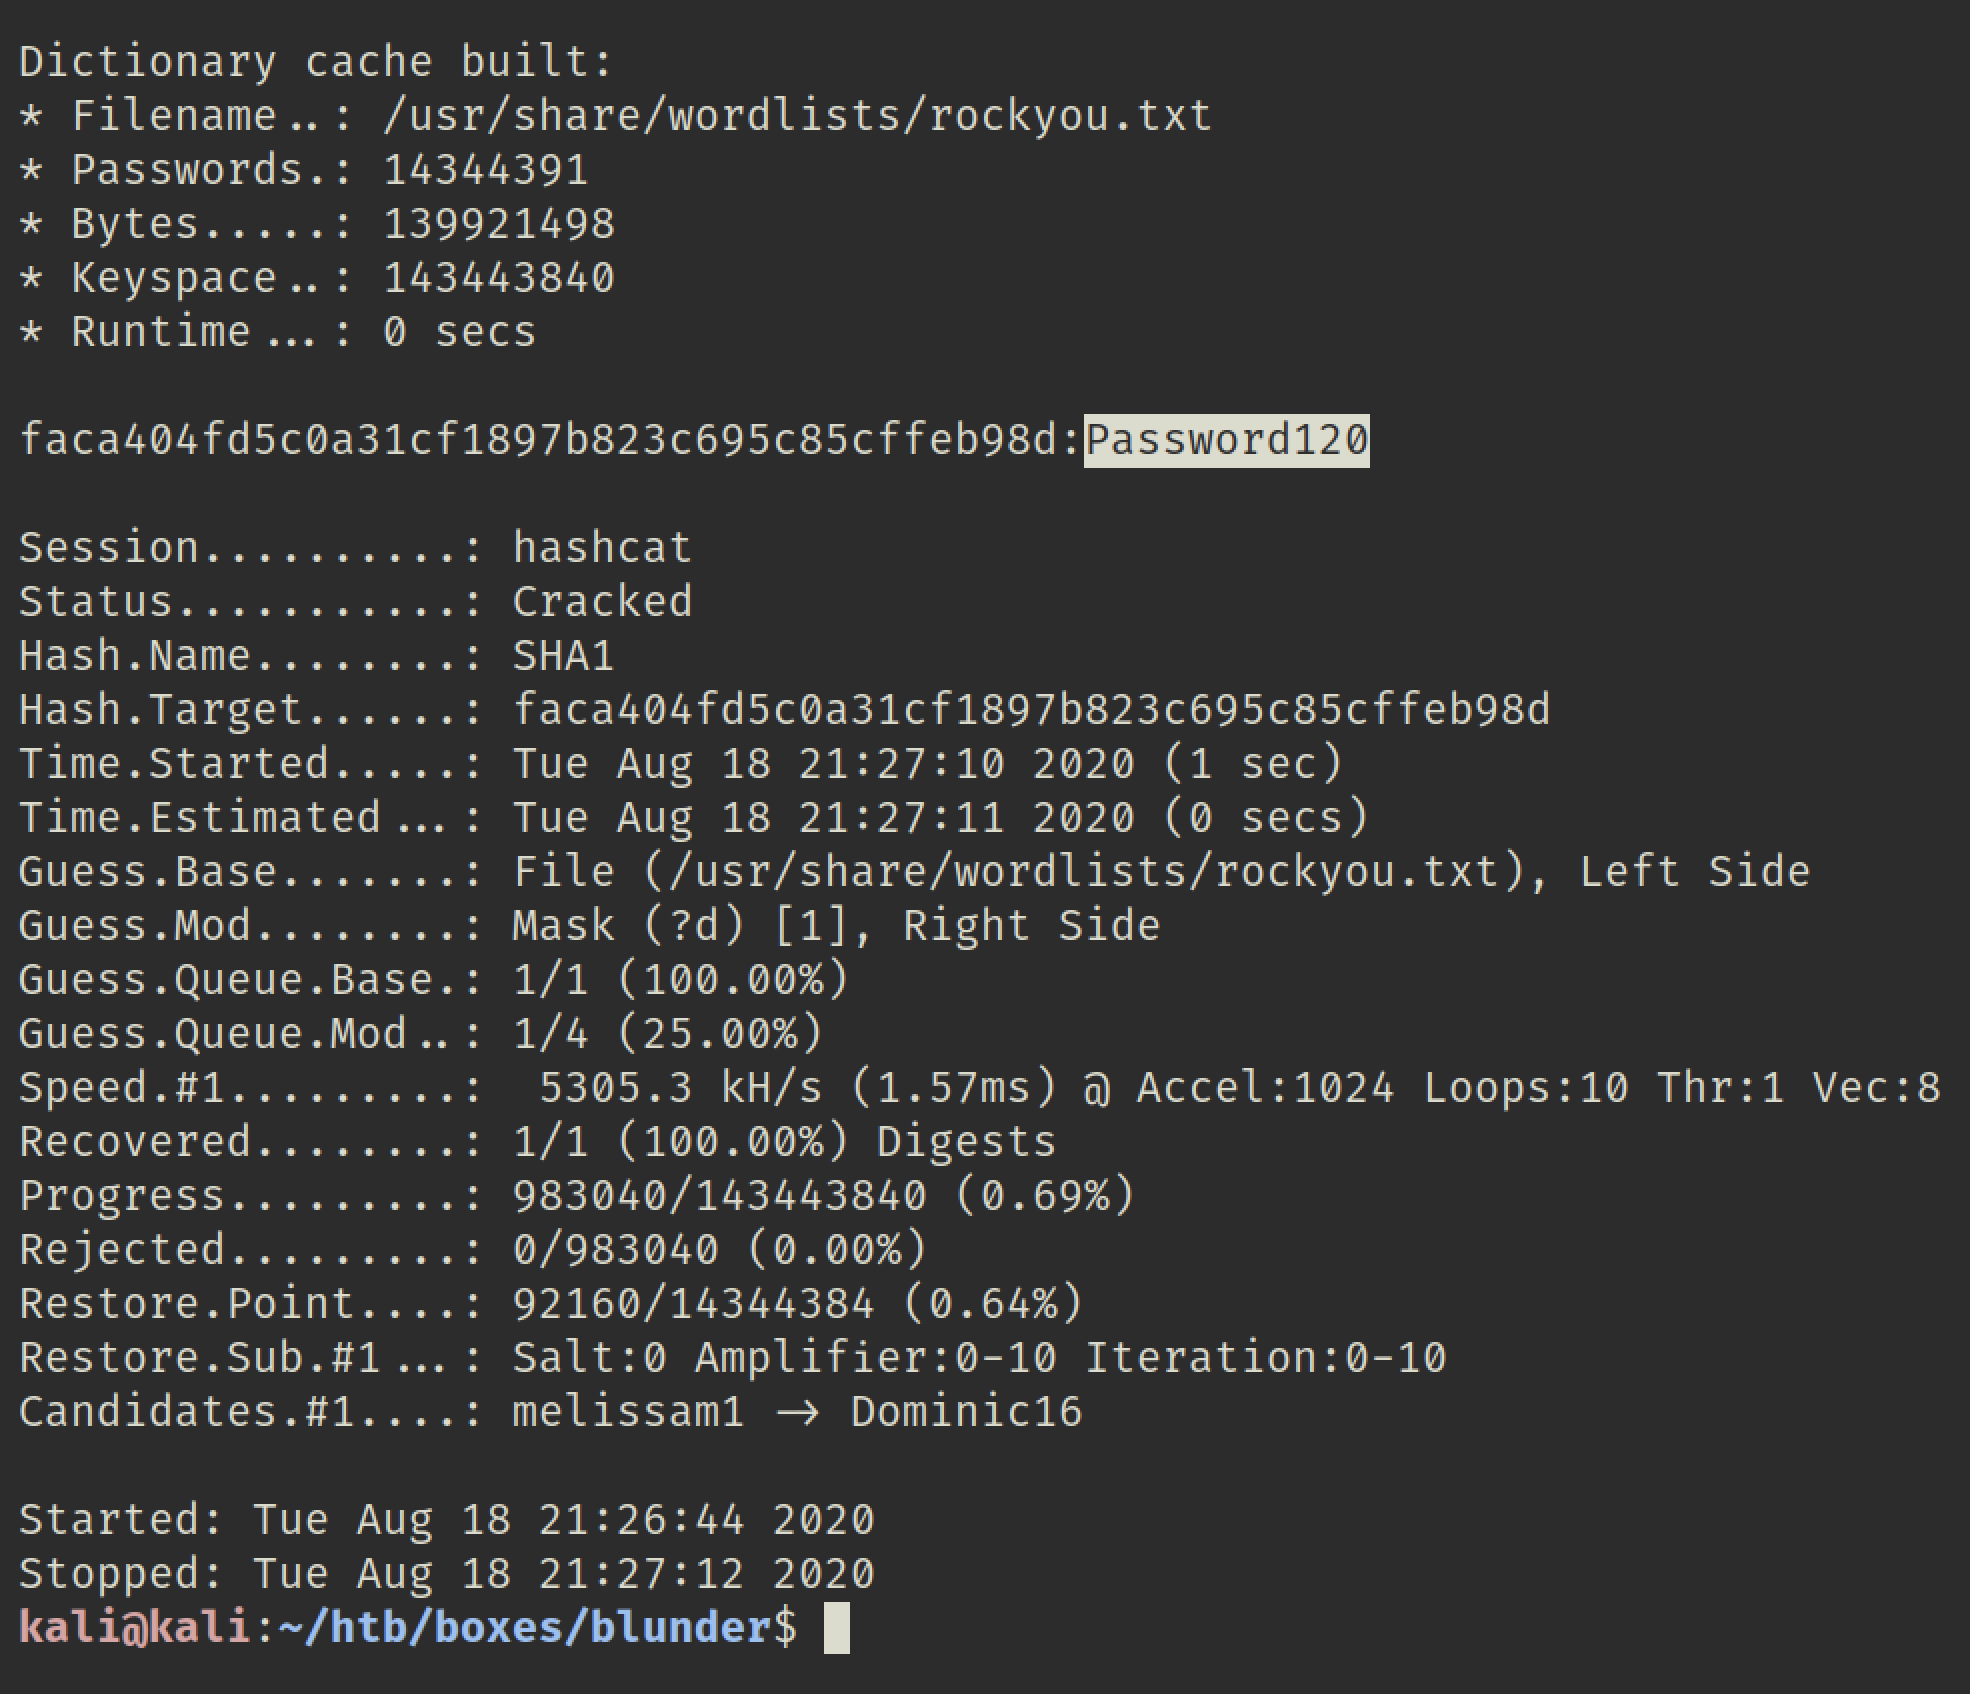 Dictionary cache built:
* Filename..: /usr/share/wordlists/rockyou.txt
* Passwords.: 14344391
* Bytes.....: 139921498
* Keyspace..: 143443840
* Runtime...: 0 secs

faca404fd5c0a31cf1897b823c695c85cffeb98d:Password120

Session..........: hashcat
Status...........: Cracked
Hash.Name........: SHA1
Hash.Target......: faca404fd5c0a31cf1897b823c695c85cffeb98d
Time.Started.....: Tue Aug 18 21:27:10 2020 (1 sec)
Time.Estimated...: Tue Aug 18 21:27:11 2020 (0 secs)
Guess.Base.......: File (/usr/share/wordlists/rockyou.txt), Left Side
Guess.Mod........: Mask (?d) [1], Right Side
Guess.Queue.Base.: 1/1 (100.00%)
Guess.Queue.Mod..: 1/4 (25.00%)
Speed.#1.........:  5305.3 kH/s (1.57ms) @ Accel:1024 Loops:10 Thr:1 Vec:8
Recovered........: 1/1 (100.00%) Digests
Progress.........: 983040/143443840 (0.69%)
Rejected.........: 0/983040 (0.00%)
Restore.Point....: 92160/14344384 (0.64%)
Restore.Sub.#1...: Salt:0 Amplifier:0-10 Iteration:0-10
Candidates.#1....: melissam1 -> Dominic16

Started: Tue Aug 18 21:26:44 2020
Stopped: Tue Aug 18 21:27:12 2020
kali@kali:~/htb/boxes/blunder$